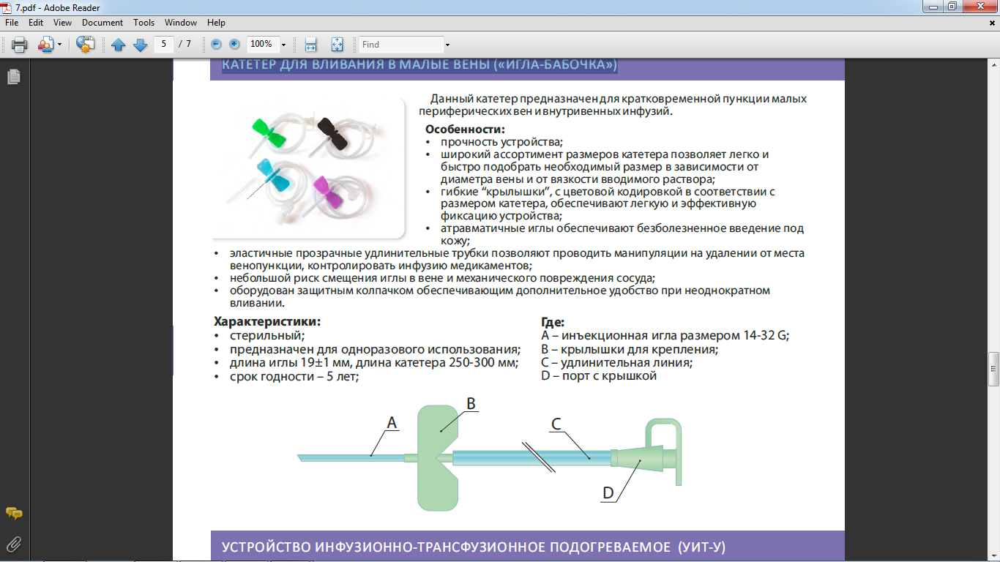 7.pdf - Adobe Reader
File Edit View Document Tools Window Help
5 / 7 100% Find
КАТЕТЕР ДЛЯ ВЛИВАНИЯ В МАЛЫЕ ВЕНЫ («ИГЛА-БАБОЧКА»)
Данный катетер предназначен для кратковременной пункции малых
периферических вен и внутривенных инфузий.
Особенности:
• прочность устройства;
• широкий ассортимент размеров катетера позволяет легко и
быстро подобрать необходимый размер в зависимости от
диаметра вены и от вязкости вводимого раствора;
• гибкие “крылышки”, с цветовой кодировкой в соответствии с
размером катетера, обеспечивают легкую и эффективную
фиксацию устройства;
• атравматичные иглы обеспечивают безболезненное введение под
кожу;
• эластичные прозрачные удлинительные трубки позволяют проводить манипуляции на удалении от места
венопункции, контролировать инфузию медикаментов;
• небольшой риск смещения иглы в вене и механического повреждения сосуда;
• оборудован защитным колпачком обеспечивающим дополнительное удобство при неоднократном
вливании.
Характеристики:
• стерильный;
• предназначен для одноразового использования;
• длина иглы 19±1 мм, длина катетера 250-300 мм;
• срок годности – 5 лет;
Где:
A – инъекционная игла размером 14-32 G;
B – крылышки для крепления;
C – удлинительная линия;
D – порт с крышкой
A
B
C
D
УСТРОЙСТВО ИНФУЗИОННО-ТРАНСФУЗИОННОЕ ПОДОГРЕВАЕМОЕ (УИТ-У)